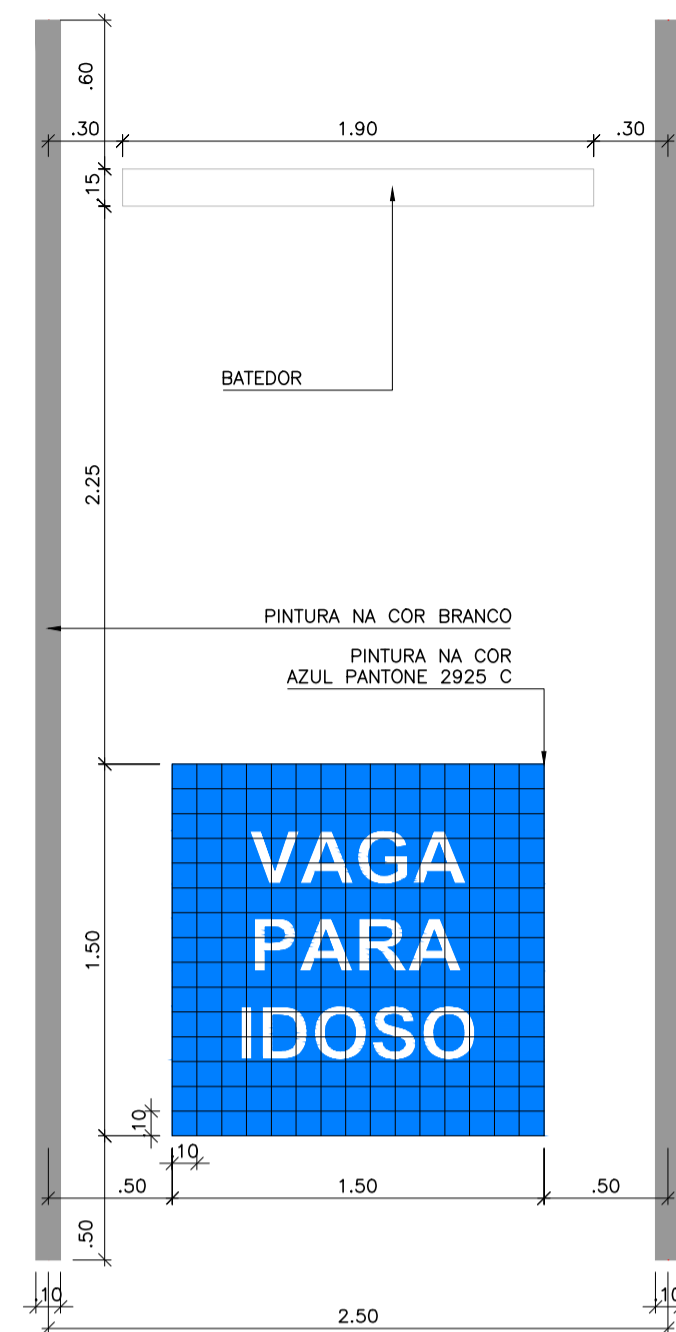 .60
.30 1.90 .30
.15
BATEDOR
2.25
PINTURA NA COR BRANCO
PINTURA NA COR
AZUL PANTONE 2925 C
VAGA
PARA
IDOSO
1.50
.10
.10
.50 1.50 .50
.50
.10 .10
2.50